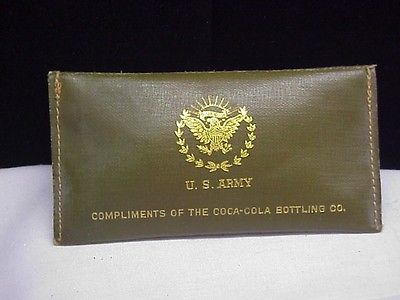 U. S. ARMY
COMPLIMENTS OF THE COCA-COLA BOTTLING CO.